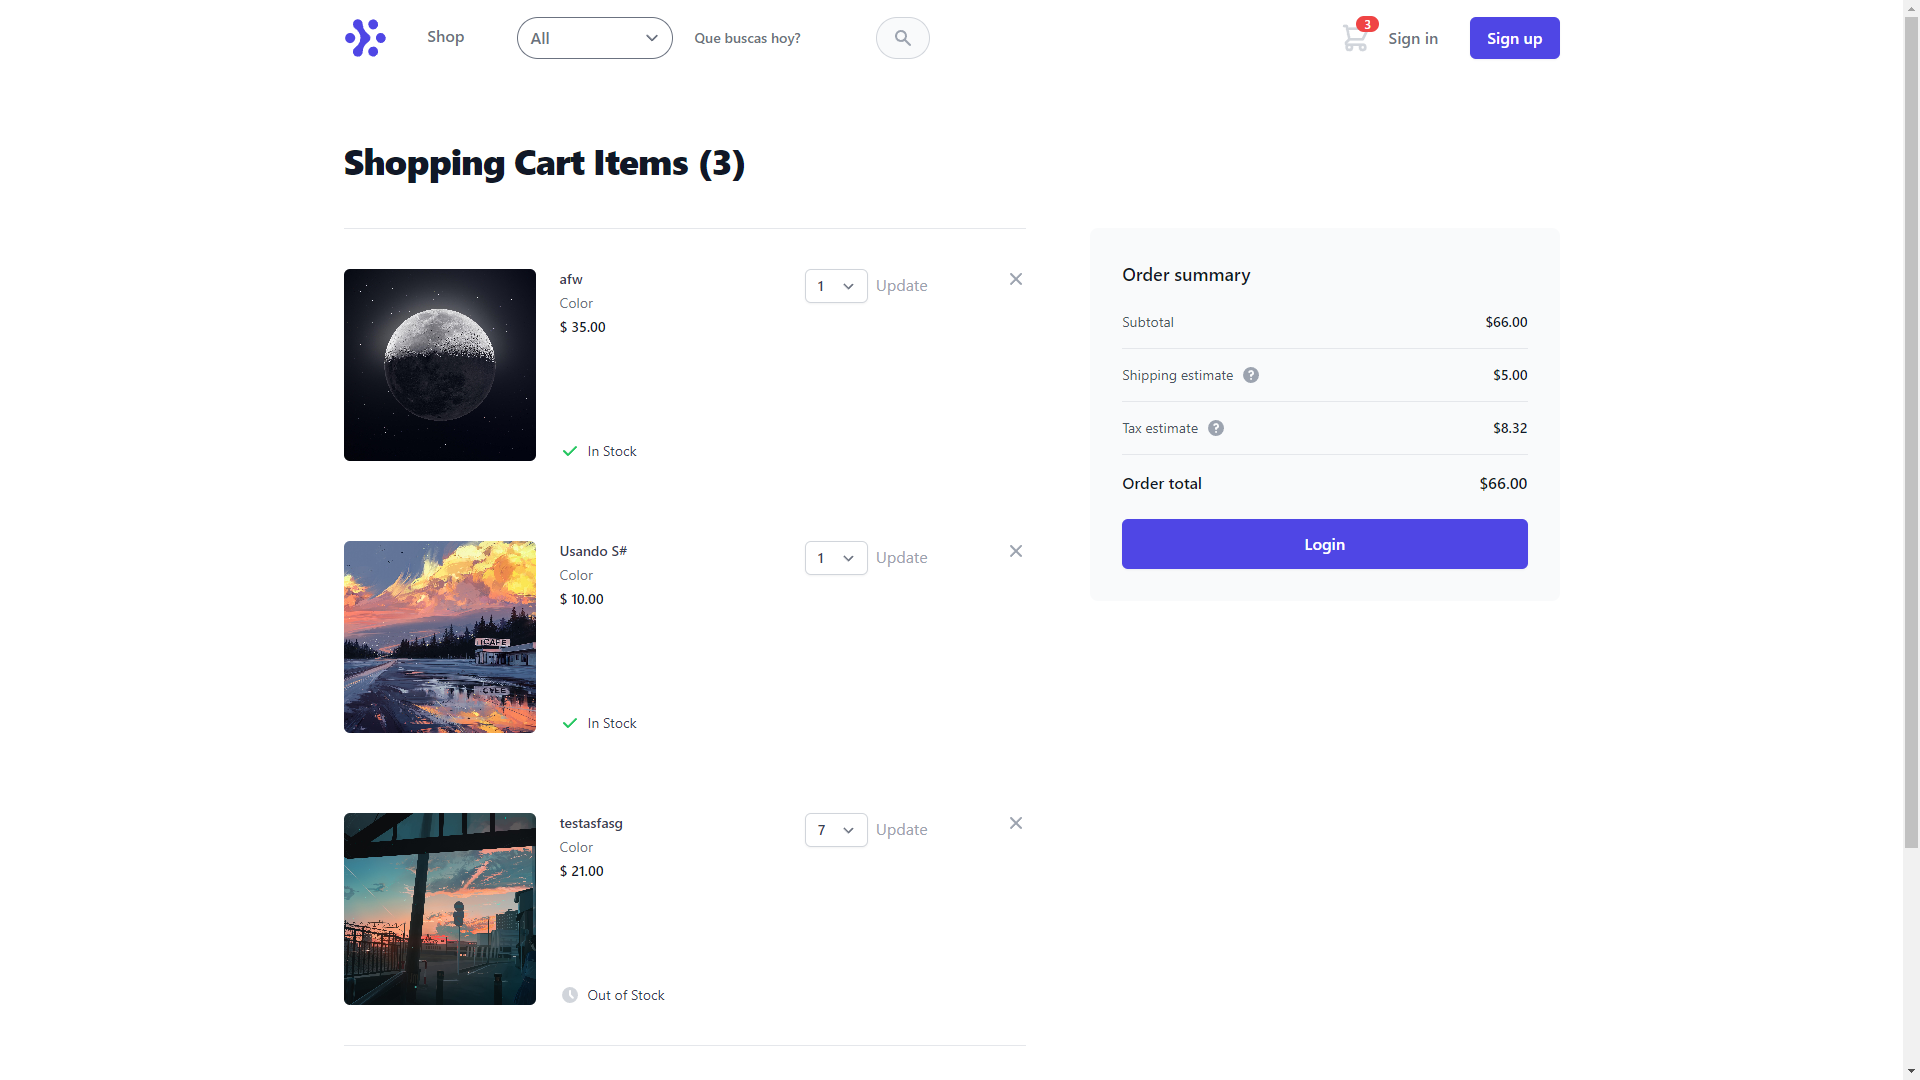 Shop
All
Que buscas hoy?
3
Sign in
Sign up
Shopping Cart Items (3)
afw
Color
$ 35.00
1
Update
In Stock
Usando S#
Color
$ 10.00
1
Update
In Stock
CAFE
testasfasg
Color
$ 21.00
7
Update
Out of Stock
Order summary
Subtotal
$66.00
Shipping estimate ?
$5.00
Tax estimate ?
$8.32
Order total
$66.00
Login